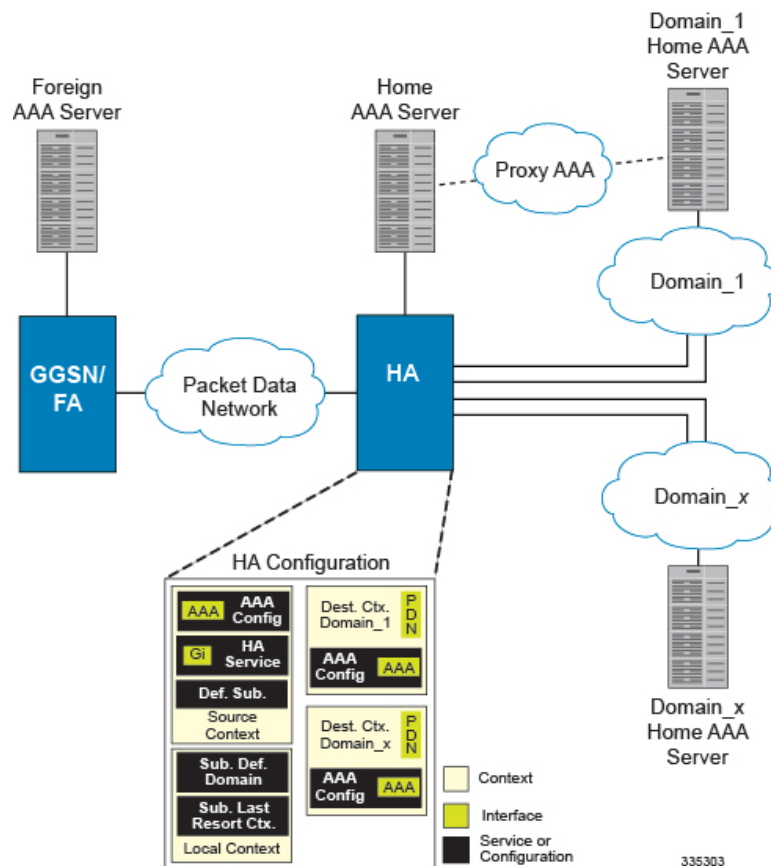 Domain_1
Home AAA
Server
Foreign
AAA Server
Home
AAA Server
Proxy AAA
Domain_1
GGSN/
FA
Packet Data
Network
HA
Domain_x
HA Configuration
AAA
AAA
Config
Gi
HA
Service
Def. Sub.
Source
Context
Sub. Def.
Domain
Sub. Last
Resort Ctx.
Local Context
Dest. Ctx.
Domain_1
PDN
AAA
Config
AAA
Dest. Ctx.
Domain_x
PDN
AAA
Config
AAA
Domain_x
Home AAA
Server
Context
Interface
Service or
Configuration
335303